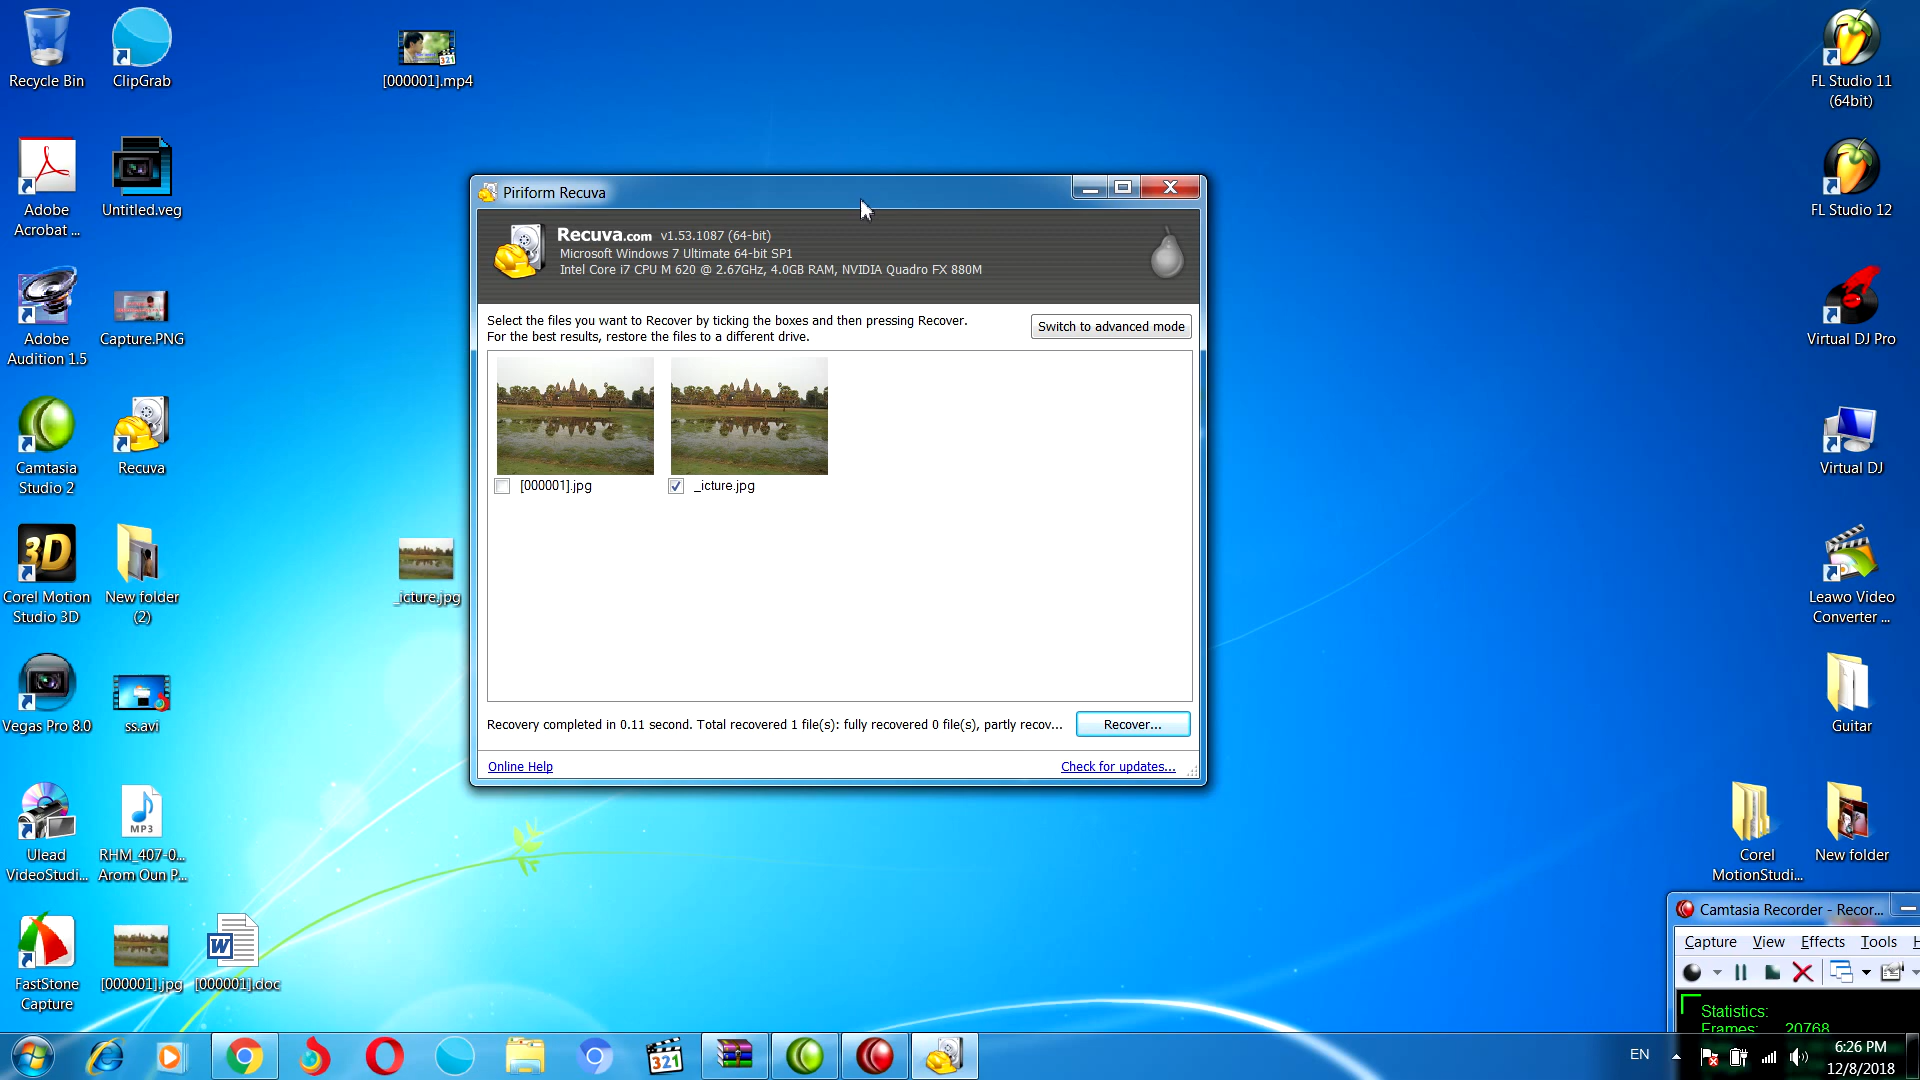 Recycle Bin
ClipGrab
[000001].mp4
FL Studio 11
(64bit)
Adobe
Acrobat ...
Untitled.veg
FL Studio 12
Piriform Recuva
Recuva.com v1.53.1087 (64-bit)
Microsoft Windows 7 Ultimate 64-bit SP1
Intel Core i7 CPU M 620 @ 2.67GHz, 4.0GB RAM, NVIDIA Quadro FX 880M
Select the files you want to Recover by ticking the boxes and then pressing Recover.
For the best results, restore the files to a different drive.
Switch to advanced mode
[000001].jpg
_icture.jpg
Recovery completed in 0.11 second. Total recovered 1 file(s): fully recovered 0 file(s), partly recov...
Recover...
Online Help
Check for updates...
Adobe
Audition 1.5
Capture.PNG
Virtual DJ Pro
Camtasia
Studio 2
Recuva
Virtual DJ
3D
Corel Motion
Studio 3D
New folder
(2)
_icture.jpg
Leawo Video
Converter ...
Vegas Pro 8.0
ss.avi
Guitar
Ulead
VideoStudi...
MP3
RHM_407-0...
Arom Oun P...
Corel
MotionStudi...
New folder
FastStone
Capture
[000001].jpg
W
[000001].doc
Camtasia Recorder - Recor...
Capture View Effects Tools H
Statistics:
Frames: 20768
321
EN
6:26 PM
12/8/2018